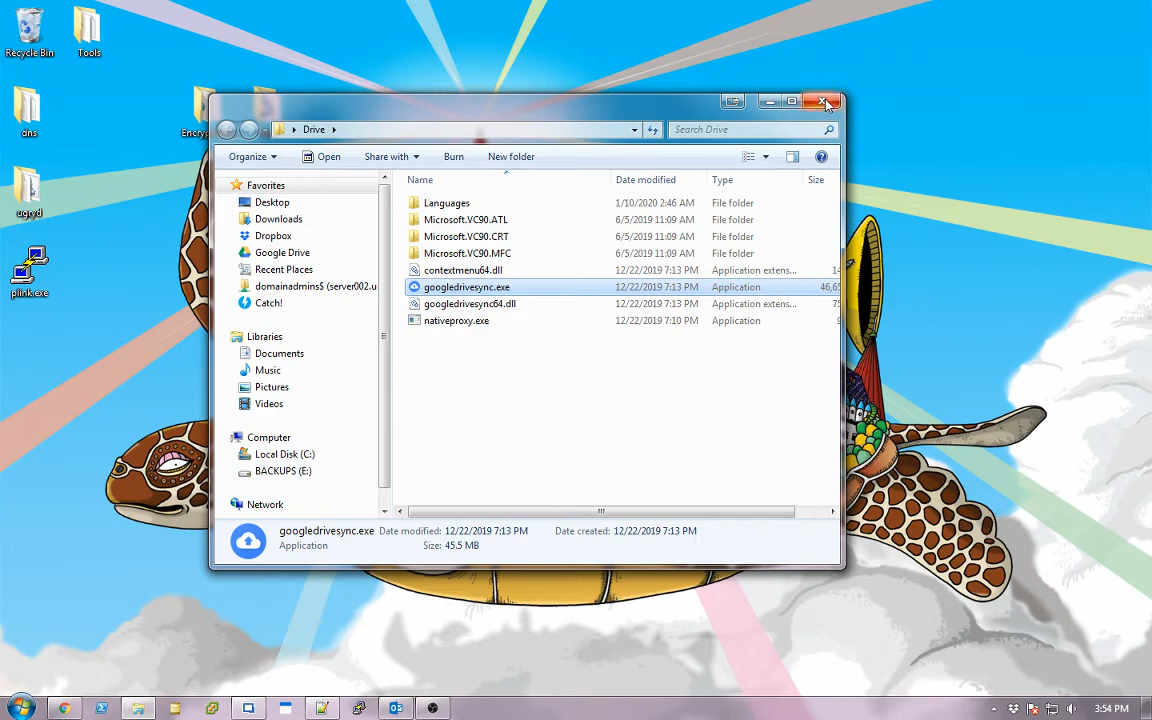 Recycle Bin
Tools
dns
Encryp
ugryd
plink.exe
Drive
Search Drive
Organize
Open
Share with
Burn
New folder
Name
Date modified
Type
Size
Languages 1/10/2020 2:46 AM File folder
Microsoft.VC90.ATL 6/5/2019 11:09 AM File folder
Microsoft.VC90.CRT 6/5/2019 11:09 AM File folder
Microsoft.VC90.MFC 6/5/2019 11:09 AM File folder
contextmenu64.dll 12/22/2019 7:13 PM Application extens... 14
googledrivesync.exe 12/22/2019 7:13 PM Application 46,65
googledrivesync64.dll 12/22/2019 7:13 PM Application extens... 75
nativeproxy.exe 12/22/2019 7:10 PM Application 9
Favorites
Desktop
Downloads
Dropbox
Google Drive
Recent Places
domainadmins$ (server002.u
Catch!
Libraries
Documents
Music
Pictures
Videos
Computer
Local Disk (C:)
BACKUPS (E:)
Network
googledrivesync.exe Date modified: 12/22/2019 7:13 PM Date created: 12/22/2019 7:13 PM
Application Size: 45.5 MB
3:54 PM